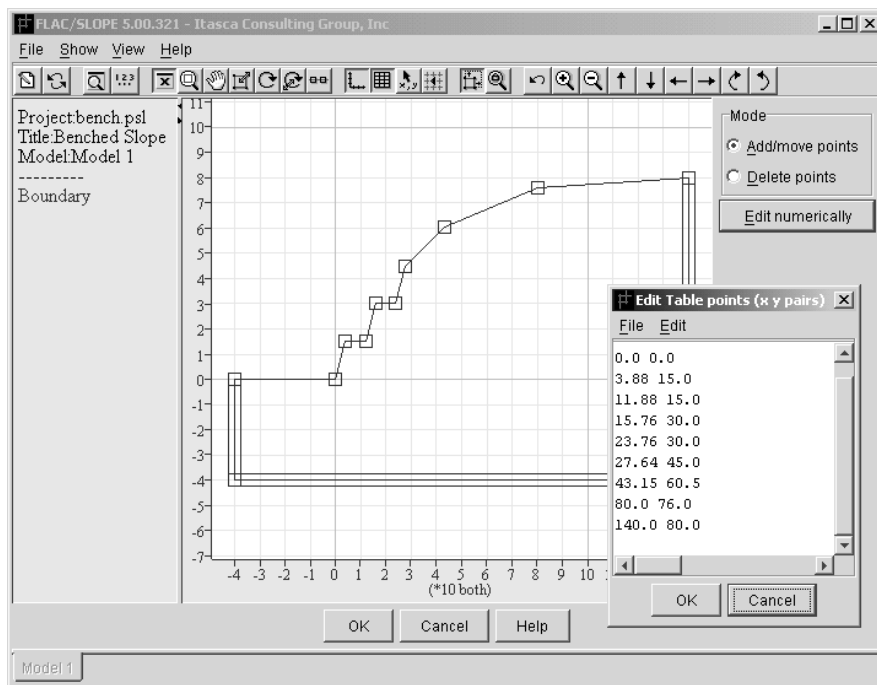 FLAC/SLOPE 5.00.321 - Itasca Consulting Group, Inc
File Show View Help
1 2 3
x,y
Project:bench.psl
Title:Benched Slope
Model:Model 1
---------
Boundary
11
10
9
8
7
6
5
4
3
2
1
0
-1
-2
-3
-4
-5
-6
-7
-4 -3 -2 -1 0 1 2 3 4 5 6 7 8 9 10
(*10 both)
Mode
Add/move points
Delete points
Edit numerically
Edit Table points (x y pairs)
File Edit
0.0 0.0
3.88 15.0
11.88 15.0
15.76 30.0
23.76 30.0
27.64 45.0
43.15 60.5
80.0 76.0
140.0 80.0
OK Cancel
OK Cancel Help
Model 1